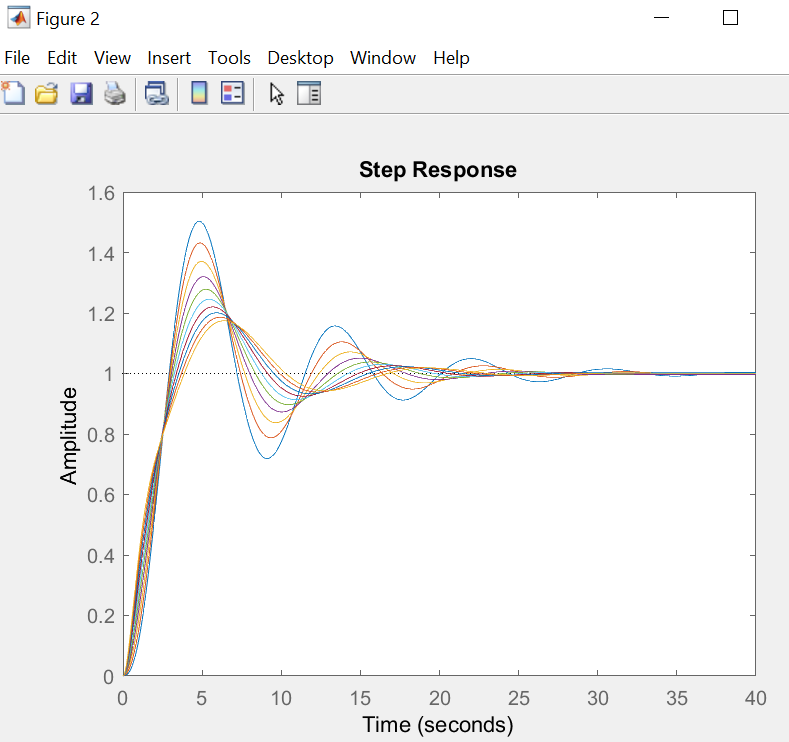 Figure 2
File Edit View Insert Tools Desktop Window Help
Step Response
1.6
1.4
1.2
1
0.8
0.6
0.4
0.2
0
Amplitude
0 5 10 15 20 25 30 35 40
Time (seconds)